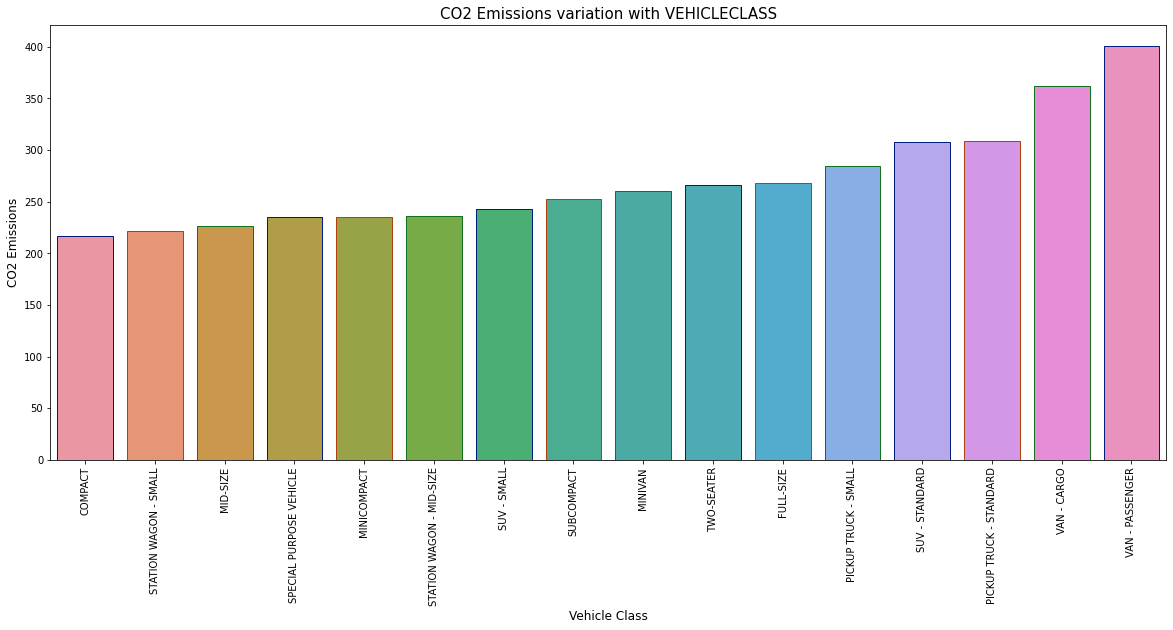 CO2 Emissions variation with VEHICLECLASS
CO2 Emissions
400
350
300
250
200
150
100
50
0
COMPACT
STATION WAGON - SMALL
MID-SIZE
SPECIAL PURPOSE VEHICLE
MINICOMPACT
STATION WAGON - MID-SIZE
SUV - SMALL
SUBCOMPACT
MINIVAN
TWO-SEATER
FULL-SIZE
PICKUP TRUCK - SMALL
SUV - STANDARD
PICKUP TRUCK - STANDARD
VAN - CARGO
VAN - PASSENGER
Vehicle Class